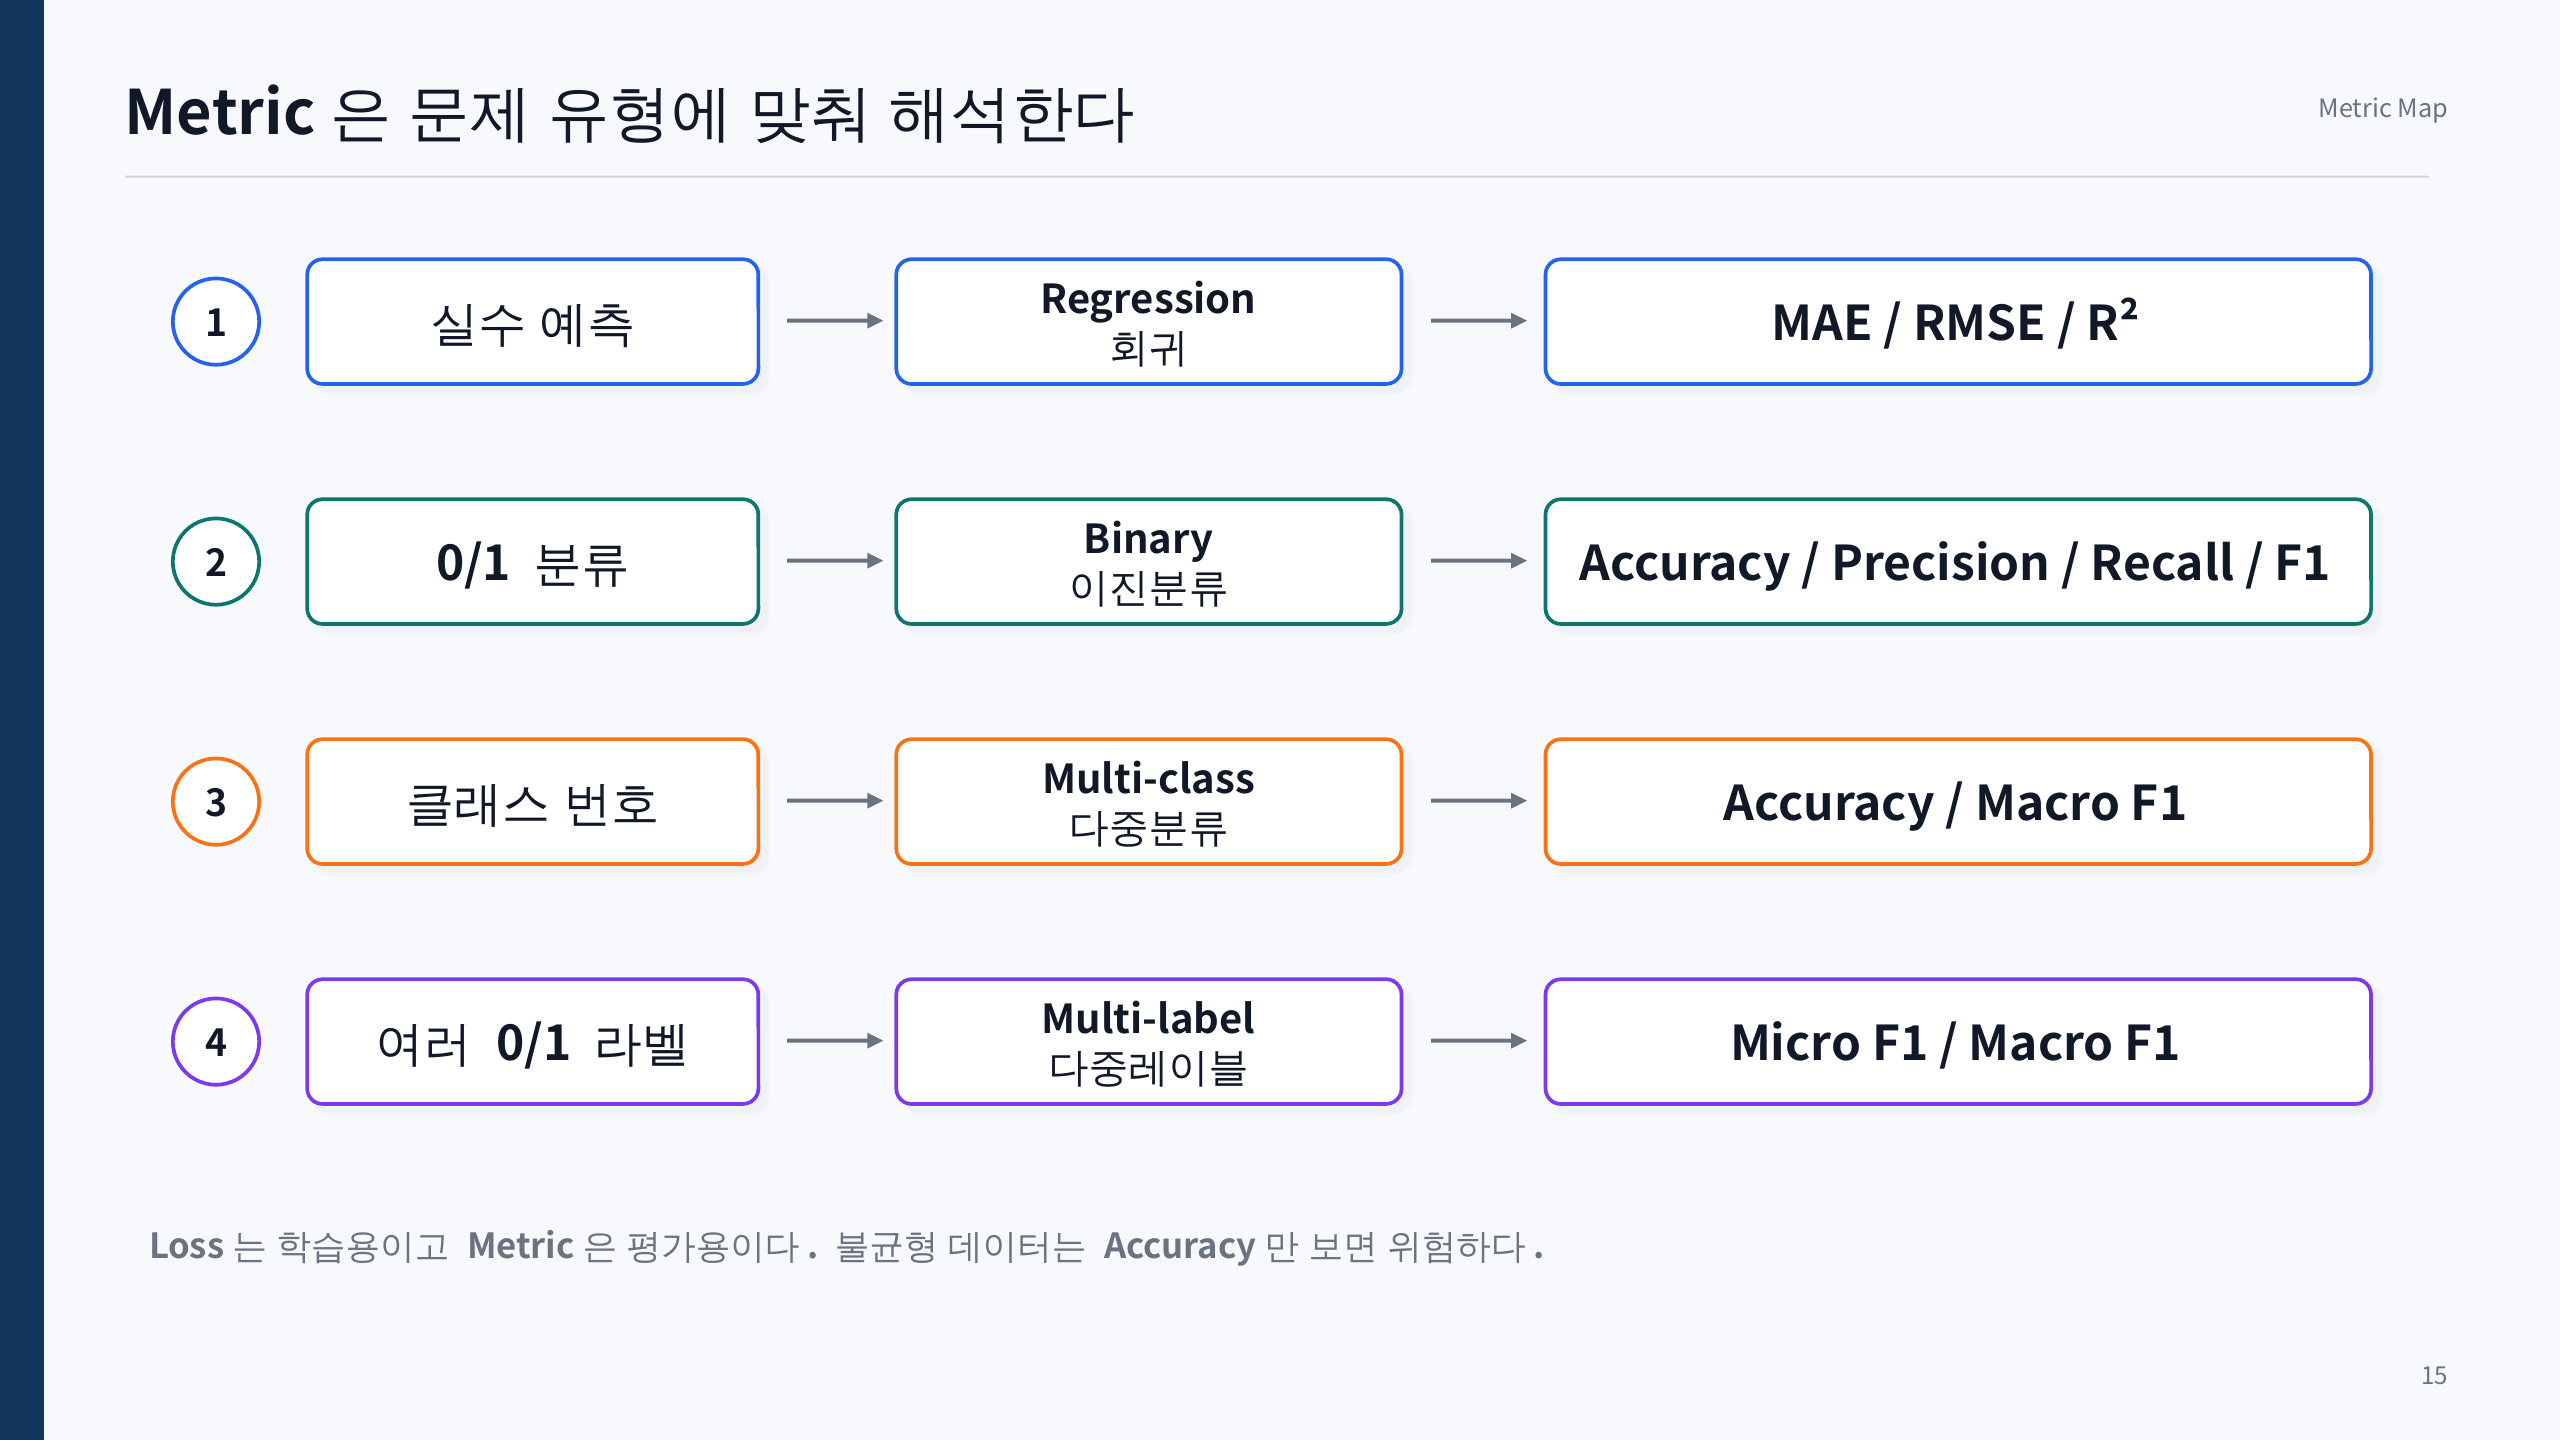 Metric 은 문제 유형에 맞춰 해석한다
Metric Map
1
실수 예측
Regression
회귀
MAE / RMSE / R²
2
0/1 분류
Binary
이진분류
Accuracy / Precision / Recall / F1
3
클래스 번호
Multi-class
다중분류
Accuracy / Macro F1
4
여러 0/1 라벨
Multi-label
다중레이블
Micro F1 / Macro F1
Loss 는 학습용이고 Metric 은 평가용이다 . 불균형 데이터는 Accuracy 만 보면 위험하다 .
15